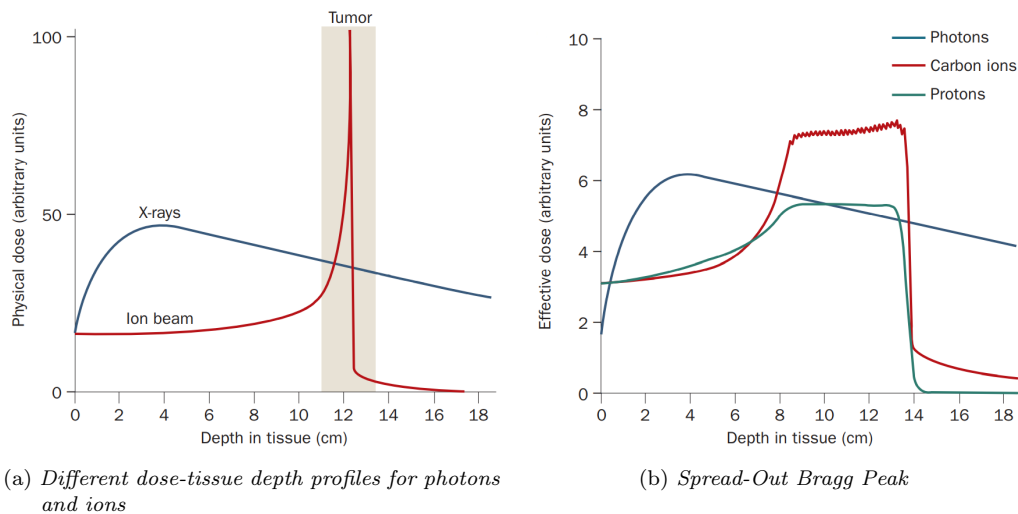 Tumor
100
50
0
Physical dose (arbitrary units)
X-rays
Ion beam
0 2 4 6 8 10 12 14 16 18
Depth in tissue (cm)
(a) Different dose-tissue depth profiles for photons
and ions
10
8
6
4
2
0
Effective dose (arbitrary units)
Photons
Carbon ions
Protons
0 2 4 6 8 10 12 14 16 18
Depth in tissue (cm)
(b) Spread-Out Bragg Peak